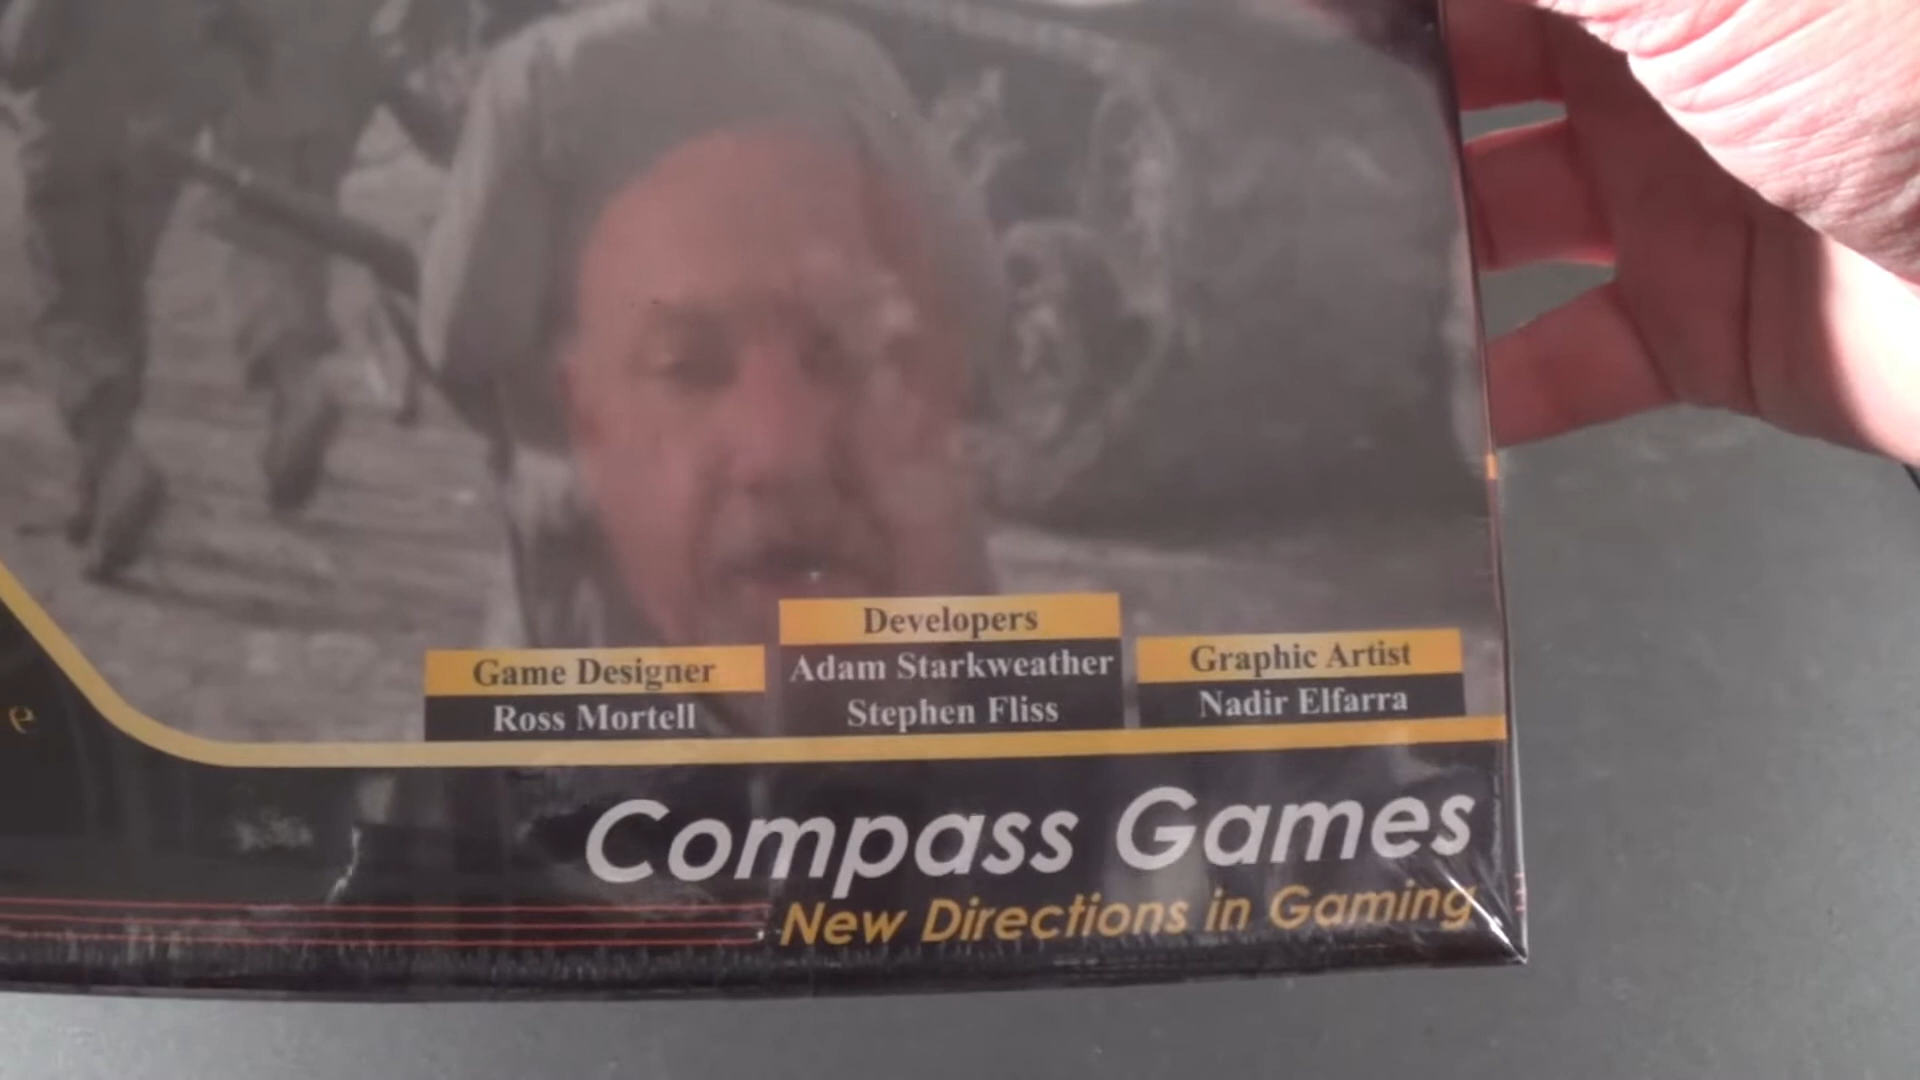 Developers
Game Designer
Adam Starkweather
Graphic Artist
Ross Mortell
Stephen Fliss
Nadir Elfarra
e
Compass Games
New Directions in Gaming